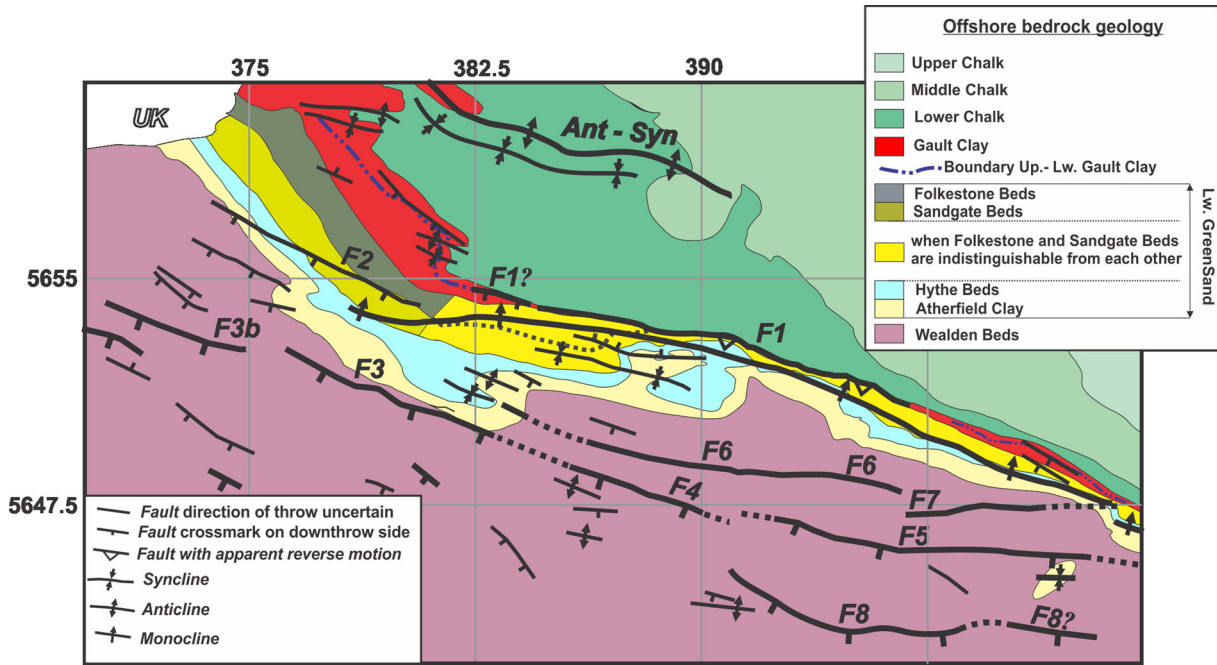 Offshore bedrock geology
Upper Chalk
Middle Chalk
Lower Chalk
Gault Clay
Boundary Up.- Lw. Gault Clay
Folkestone Beds
Sandgate Beds
when Folkestone and Sandgate Beds
are indistinguishable from each other
Hythe Beds
Atherfield Clay
Wealden Beds
Lw. GreenSand
375
382.5
390
UK
Ant - Syn
5655
F2
F1?
F1
F3b
F3
F6
F6
F4
F7
5647.5
F5
F8
F8?
Fault direction of throw uncertain
Fault crossmark on downthrow side
Fault with apparent reverse motion
Syncline
Anticline
Monocline